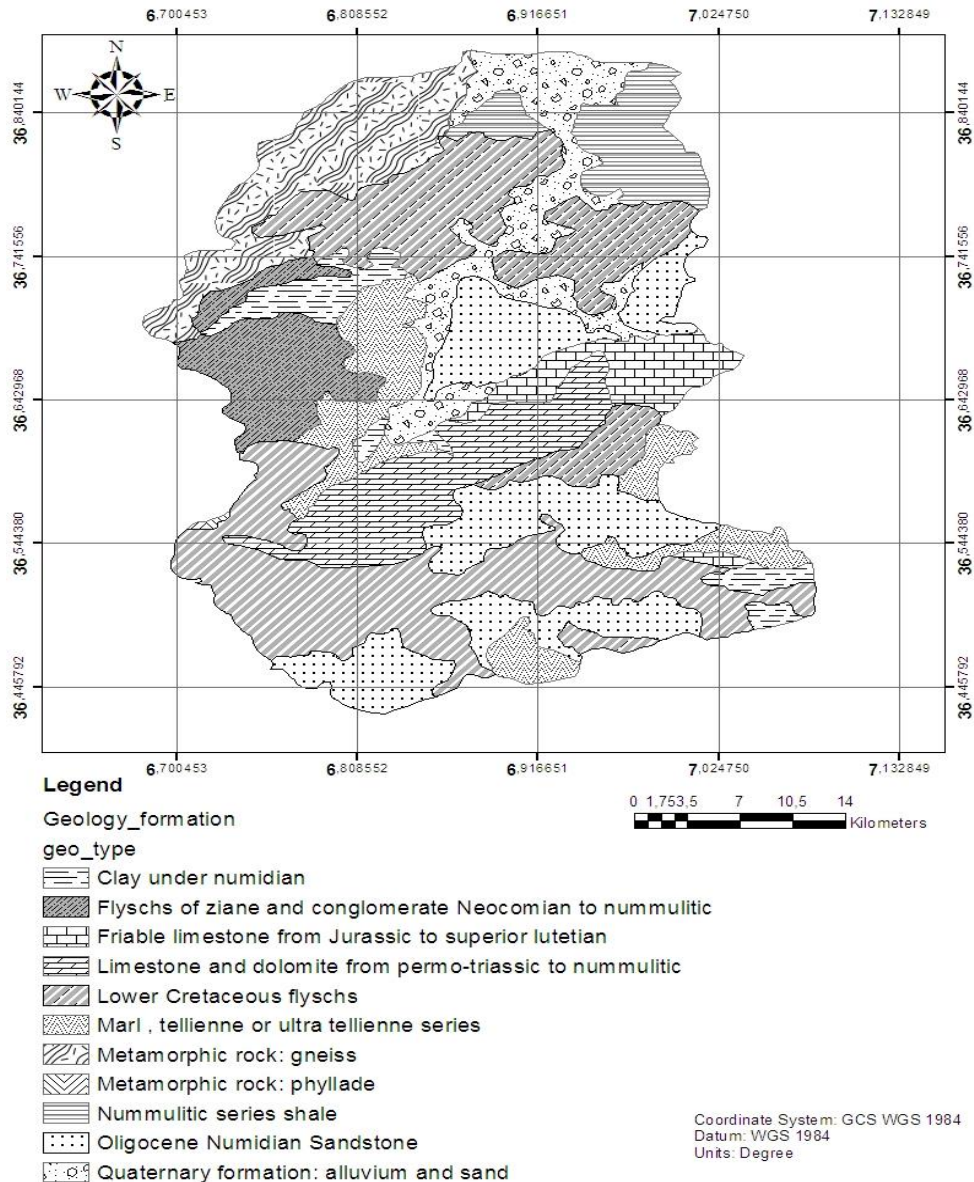 6,700453 6,808552 6,916651 7,024750 7,132849
N
W E
S
36,840144 36,840144
36,741556 36,741556
36,642968 36,642968
36,544380 36,544380
36,445792 36,445792
6,700453 6,808552 6,916651 7,024750 7,132849
Legend
Geology_formation
geo_type
Clay under numidian
Flyschs of ziane and conglomerate Neocomian to nummulitic
Friable limestone from Jurassic to superior lutetian
Limestone and dolomite from permo-triassic to nummulitic
Lower Cretaceous flyschs
Marl , tellienne or ultra tellienne series
Metamorphic rock: gneiss
Metamorphic rock: phyllade
Nummulitic series shale
Oligocene Numidian Sandstone
Quaternary formation: alluvium and sand
0 1,753,5 7 10,5 14
Kilometers
Coordinate System: GCS WGS 1984
Datum: WGS 1984
Units: Degree